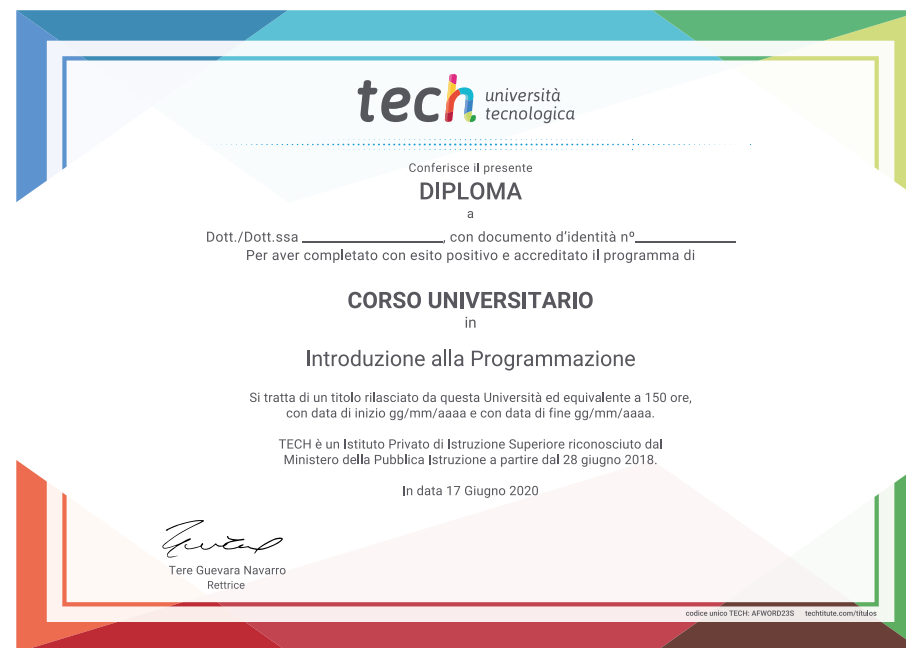 tech università
tecnologica
Conferisce il presente
DIPLOMA
a
Dott./Dott.ssa ____________________, con documento d'identità nº______________
Per aver completato con esito positivo e accreditato il programma di
CORSO UNIVERSITARIO
in
Introduzione alla Programmazione
Si tratta di un titolo rilasciato da questa Università ed equivalente a 150 ore,
con data di inizio gg/mm/aaaa e con data di fine gg/mm/aaaa.
TECH è un Istituto Privato di Istruzione Superiore riconosciuto dal
Ministero della Pubblica Istruzione a partire dal 28 giugno 2018.
In data 17 Giugno 2020
Tere Guevara Navarro
Rettrice
codice unico TECH: AFWORD23S techtitute.com/títulos